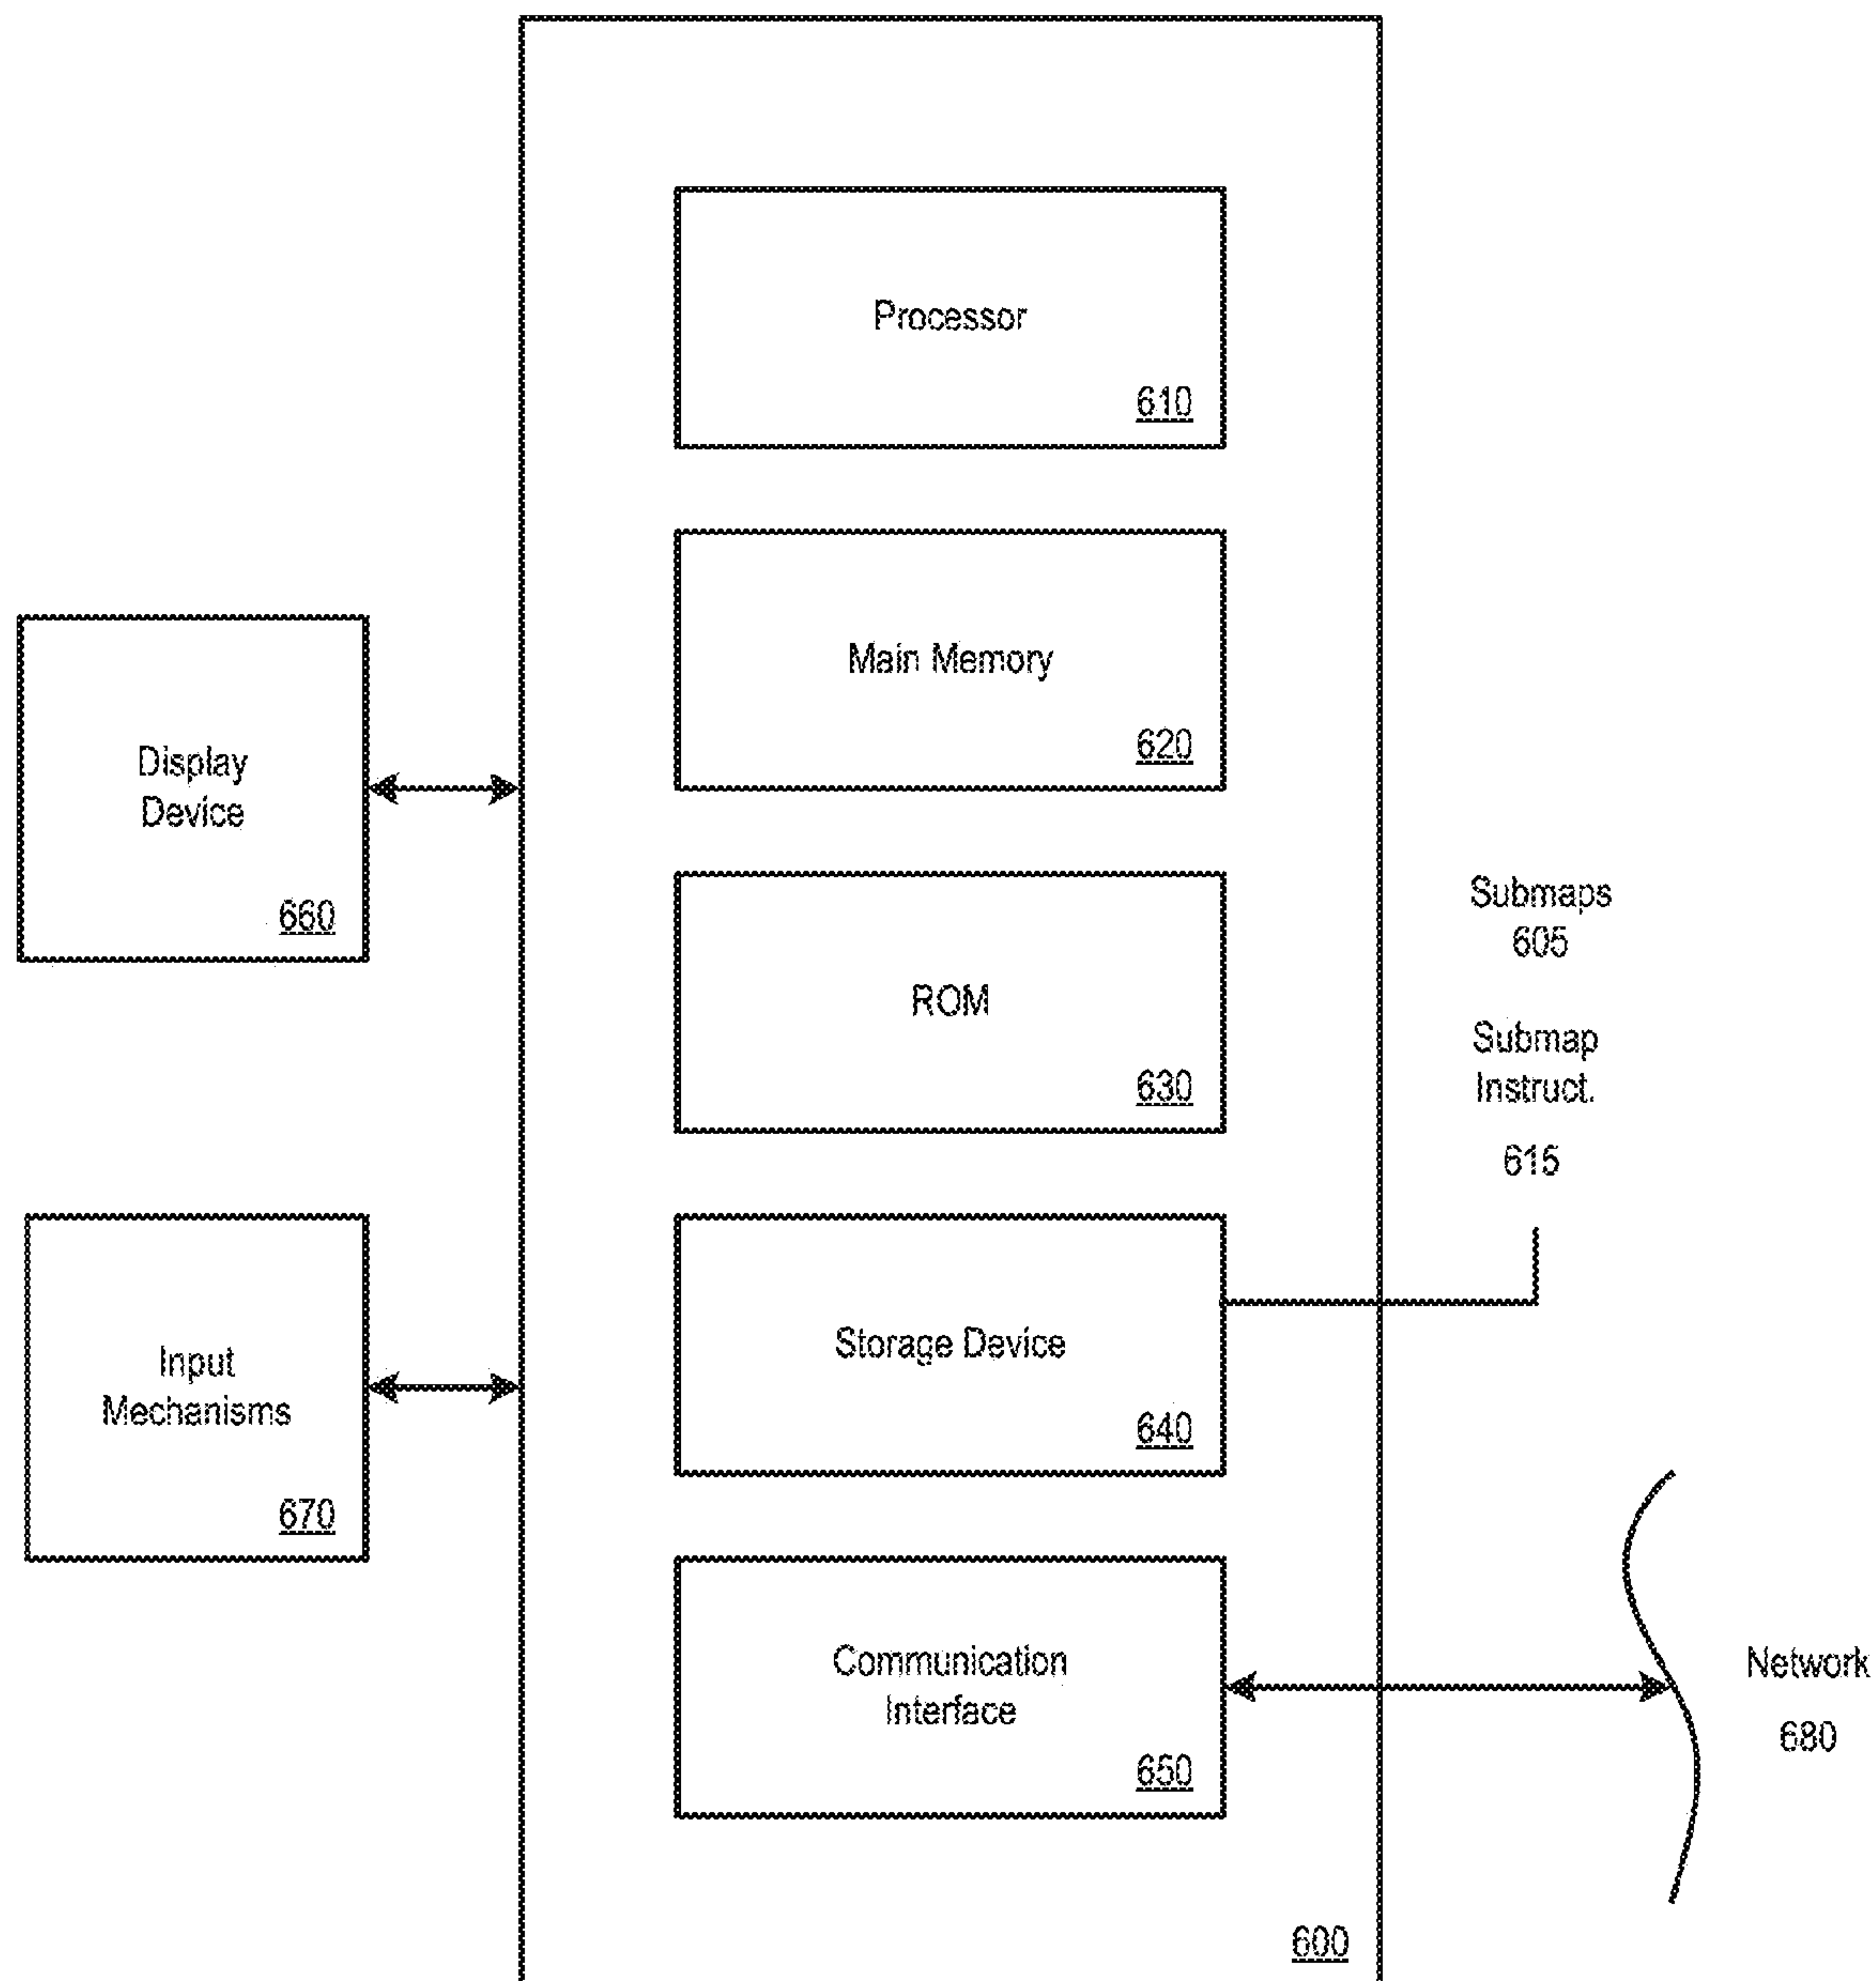 Processor
610
Main Memory
620
Display
Device
660
ROM
630
Submaps
605
Submap
Instruct.
615
Storage Device
640
Input
Mechanisms
670
Communication
Interface
650
Network
680
600